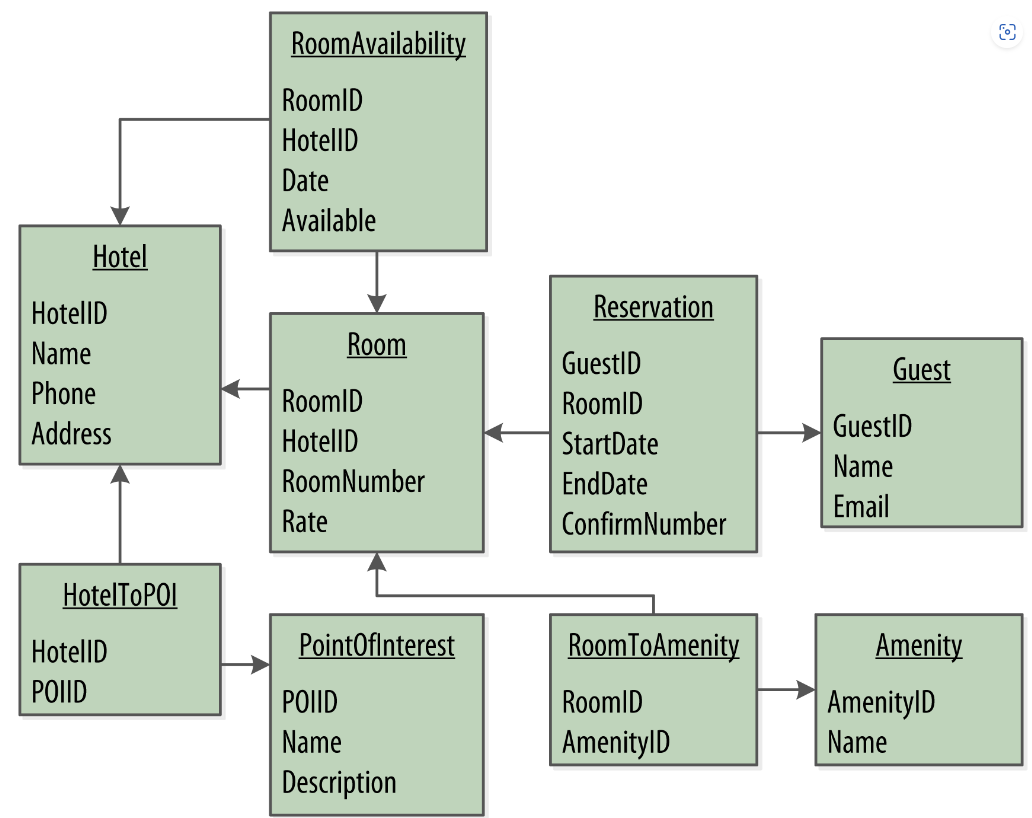 RoomAvailability
RoomID
HotelID
Date
Available
Hotel
HotelID
Name
Phone
Address
Room
RoomID
HotelID
RoomNumber
Rate
Reservation
GuestID
RoomID
StartDate
EndDate
ConfirmNumber
Guest
GuestID
Name
Email
HotelToPOI
HotelID
POIID
PointOfInterest
POIID
Name
Description
RoomToAmenity
RoomID
AmenityID
Amenity
AmenityID
Name